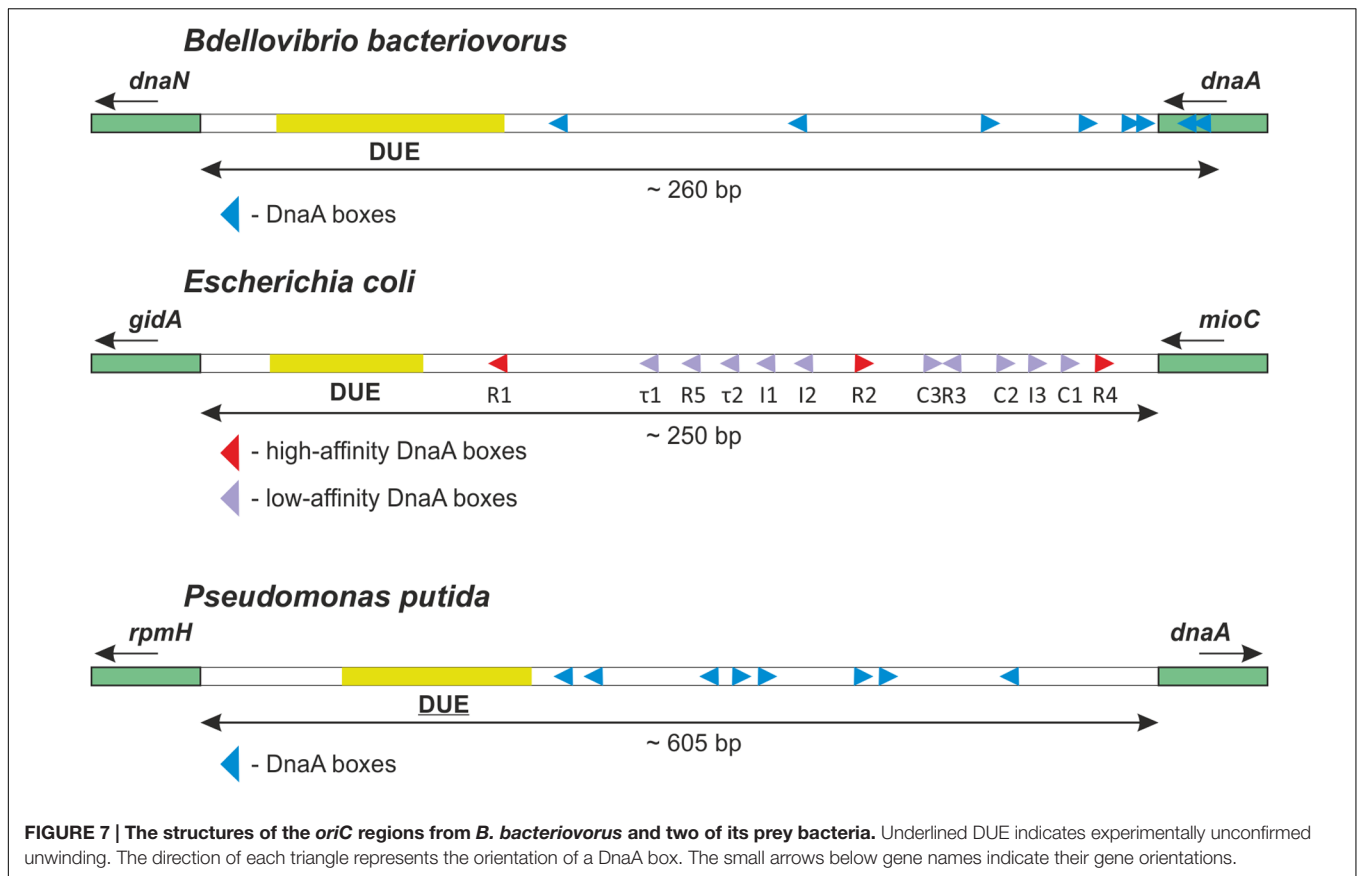 Bdellovibrio bacteriovorus
dnaN dnaA
DUE
~ 260 bp
- DnaA boxes
Escherichia coli
gidA mioC
DUE R1 τ1 R5 τ2 I1 I2 R2 C3R3 C2 I3 C1 R4
~ 250 bp
- high-affinity DnaA boxes
- low-affinity DnaA boxes
Pseudomonas putida
rpmH dnaA
DUE
~ 605 bp
- DnaA boxes
FIGURE 7 | The structures of the oriC regions from B. bacteriovorus and two of its prey bacteria. Underlined DUE indicates experimentally unconfirmed
unwinding. The direction of each triangle represents the orientation of a DnaA box. The small arrows below gene names indicate their gene orientations.